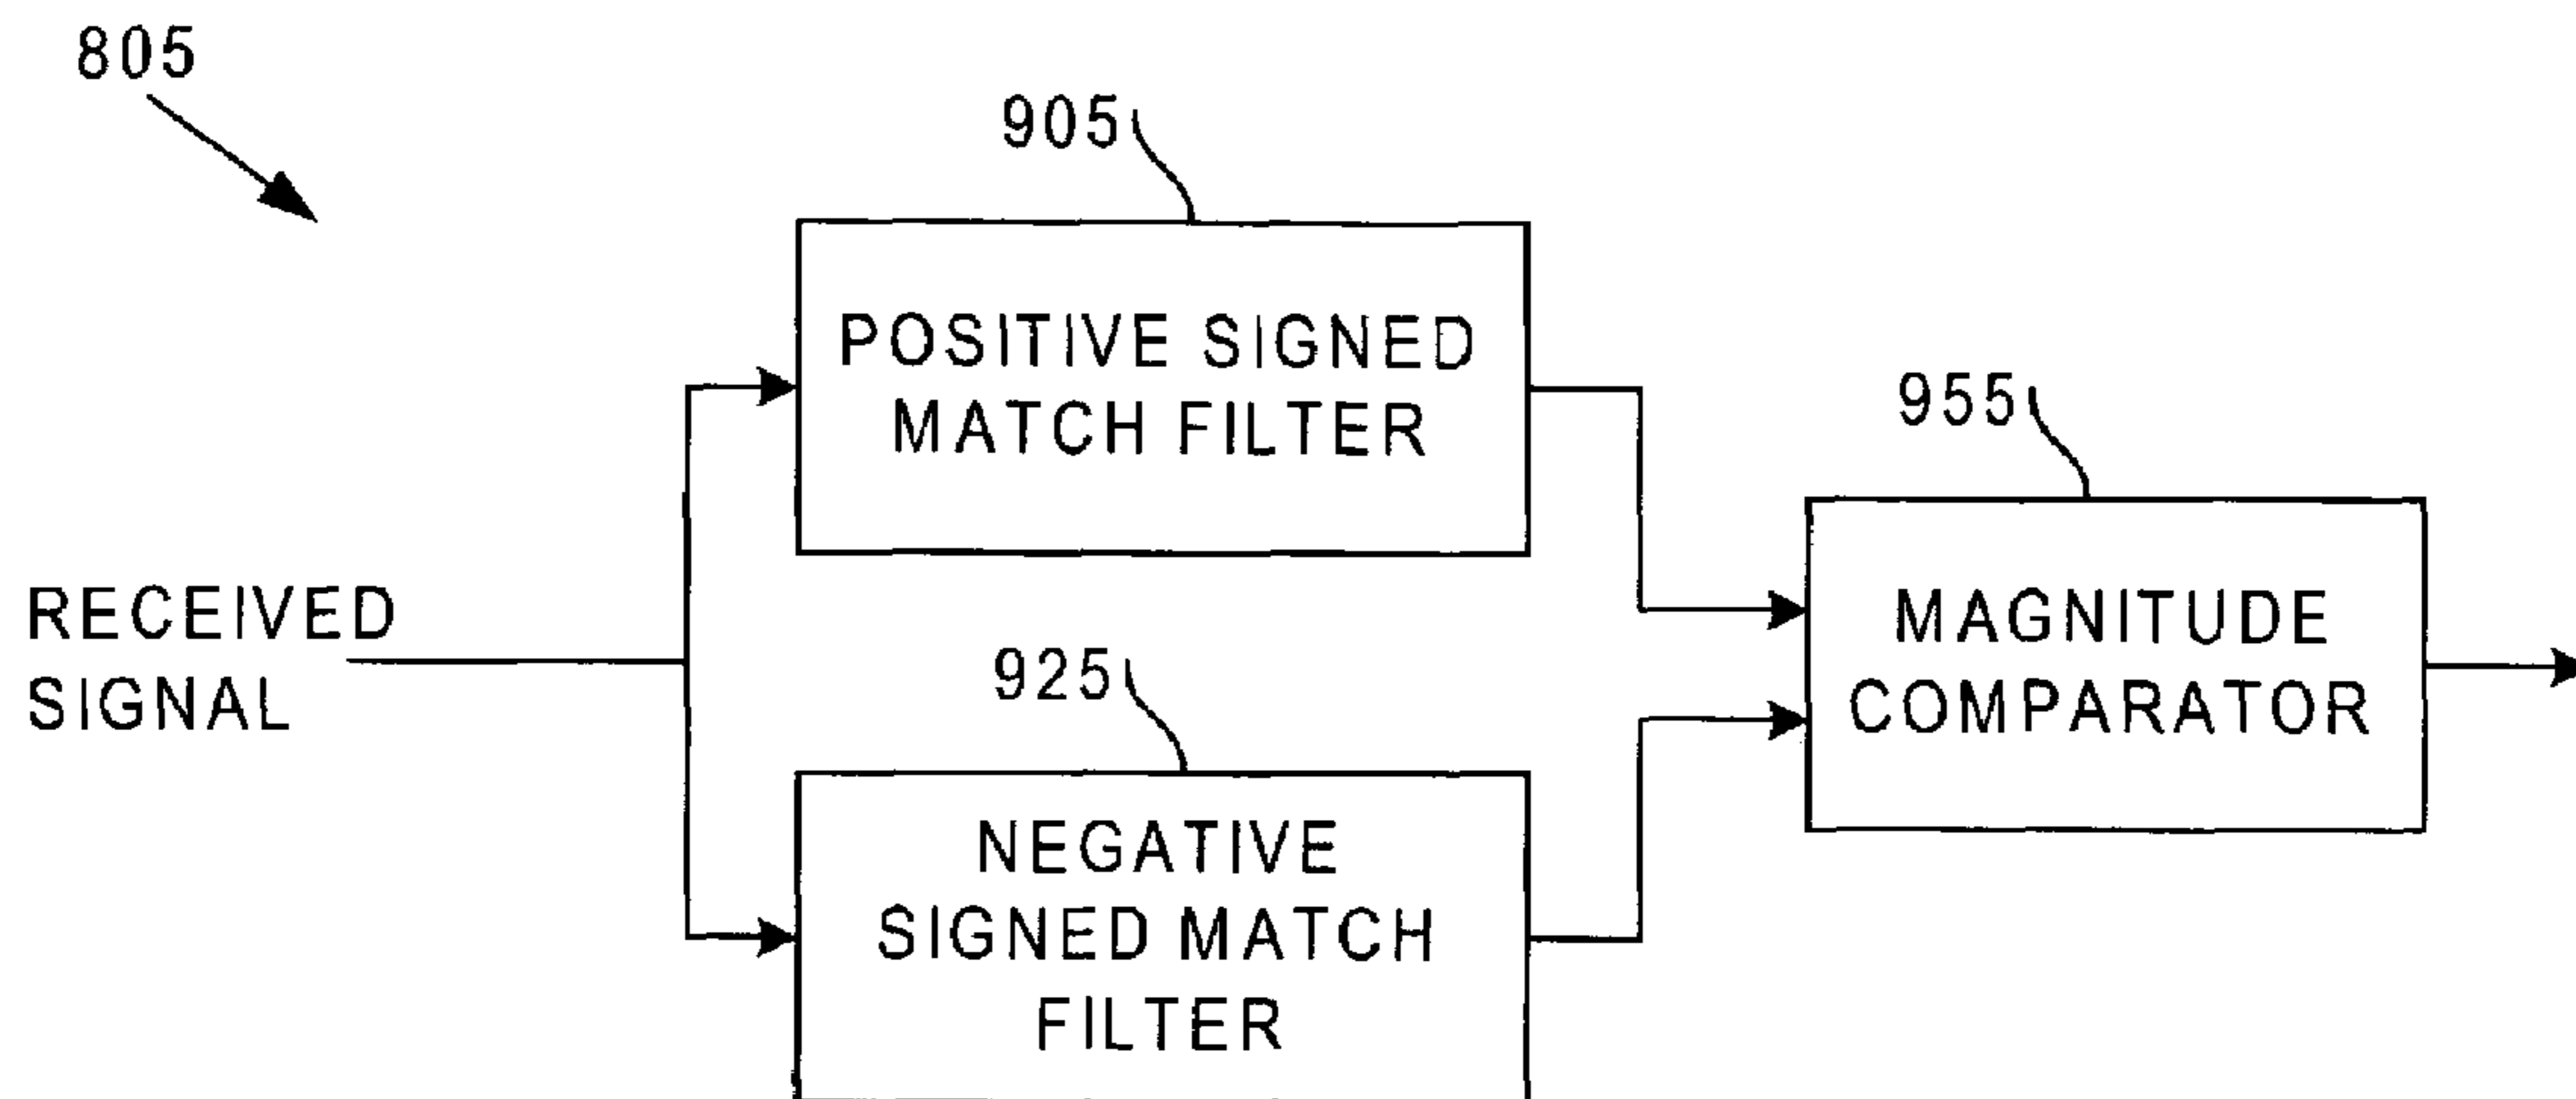 805
905
POSITIVE SIGNED
MATCH FILTER
955
RECEIVED
SIGNAL
MAGNITUDE
COMPARATOR
925
NEGATIVE
SIGNED MATCH
FILTER